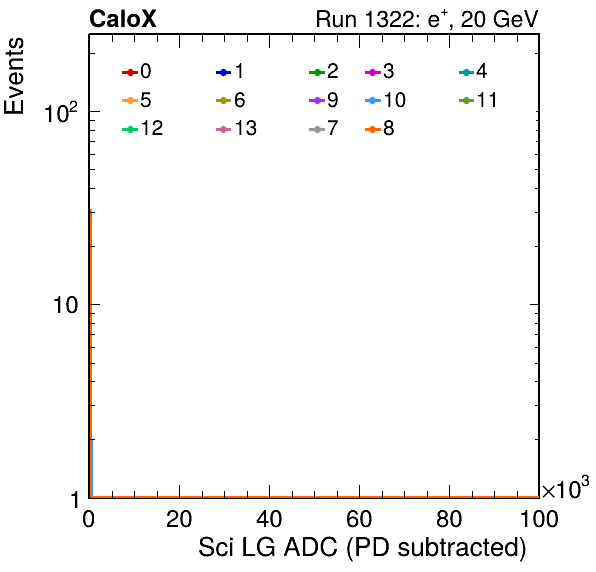 CaloX Run 1322: e⁺, 20 GeV
Events
0 1 2 3 4
5 6 9 10 11
12 13 7 8
10²
10
1
0 20 40 60 80 100
×10³
Sci LG ADC (PD subtracted)